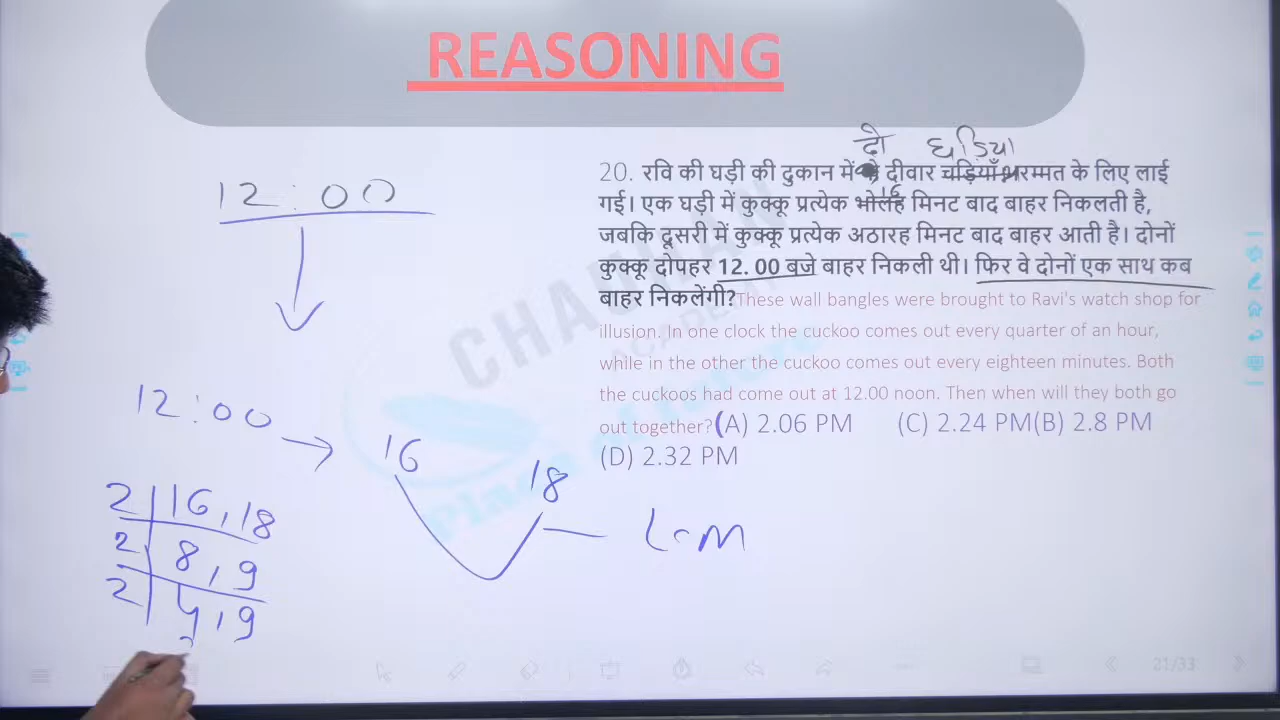 REASONING
दो घड़िया
12:00
20. रवि की घड़ी की दुकान में दीवार चड़ियाँ मरम्मत के लिए लाई
16
गई। एक घड़ी में कुक्कू प्रत्येक भोलह मिनट बाद बाहर निकलती है,
जबकि दूसरी में कुक्कू प्रत्येक अठारह मिनट बाद बाहर आती है। दोनों
कुक्कू दोपहर 12. 00 बजे बाहर निकली थी। फिर वे दोनों एक साथ कब
बाहर निकलेंगी?These wall bangles were brought to Ravi's watch shop for
illusion. In one clock the cuckoo comes out every quarter of an hour,
while in the other the cuckoo comes out every eighteen minutes. Both
the cuckoos had come out at 12.00 noon. Then when will they both go
out together?(A) 2.06 PM (C) 2.24 PM(B) 2.8 PM
(D) 2.32 PM
CHAUHAN
12:00
16
18
LCM
2 16, 18
2 8, 9
2 4, 9
21/33